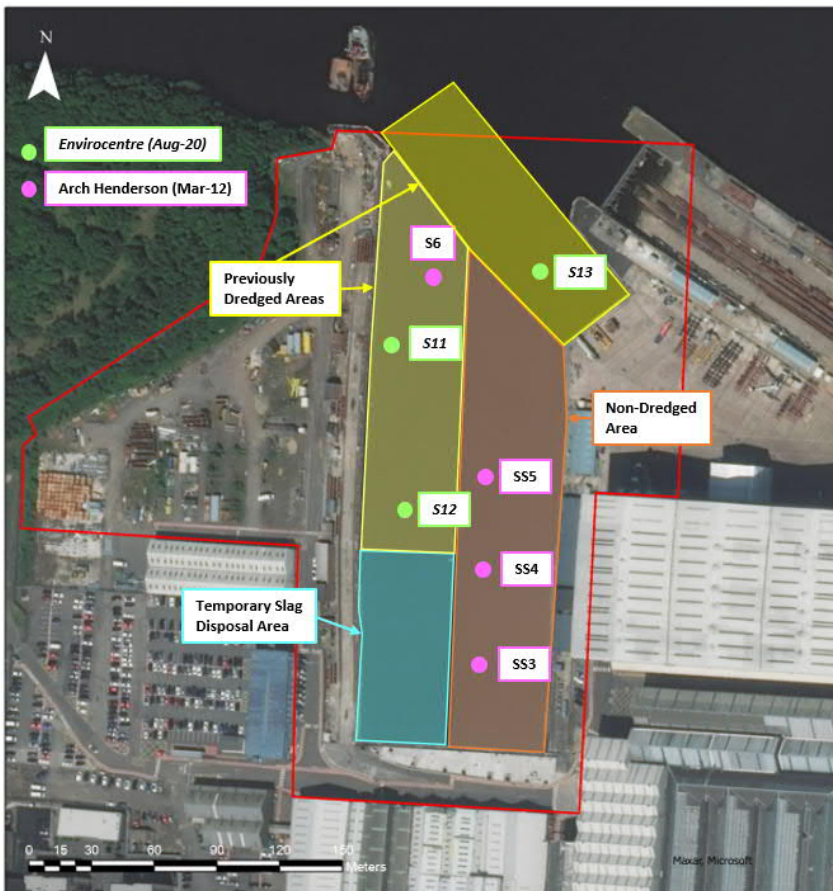 N
Envirocentre (Aug-20)
Arch Henderson (Mar-12)
S6
S13
Previously
Dredged Areas
S11
Non-Dredged
Area
SS5
S12
SS4
Temporary Slag
Disposal Area
SS3
0 15 30 60 90 120 150
Meters
Maxar, Microsoft